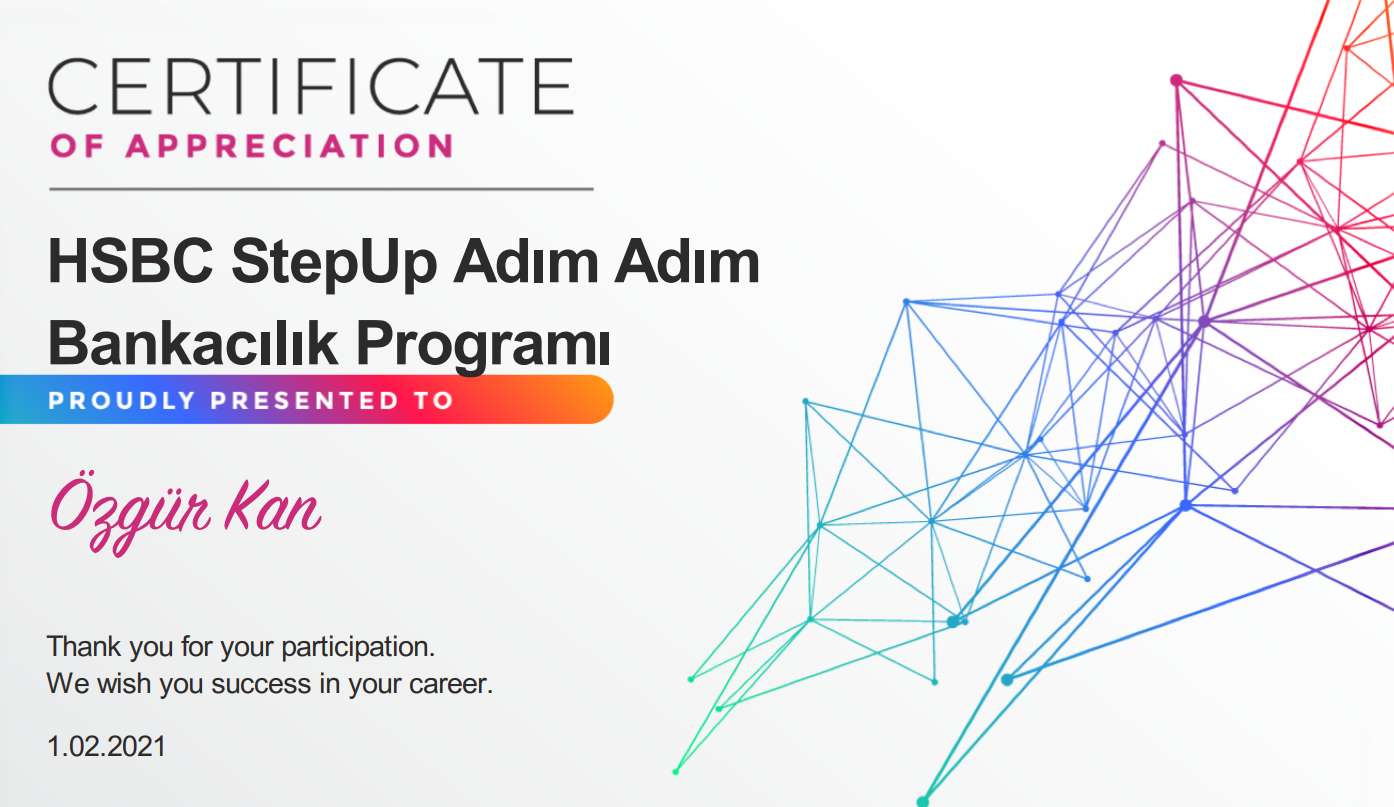 CERTIFICATE
OF APPRECIATION
HSBC StepUp Adım Adım
Bankacılık Programı
PROUDLY PRESENTED TO
Özgür Kan
Thank you for your participation.
We wish you success in your career.
1.02.2021